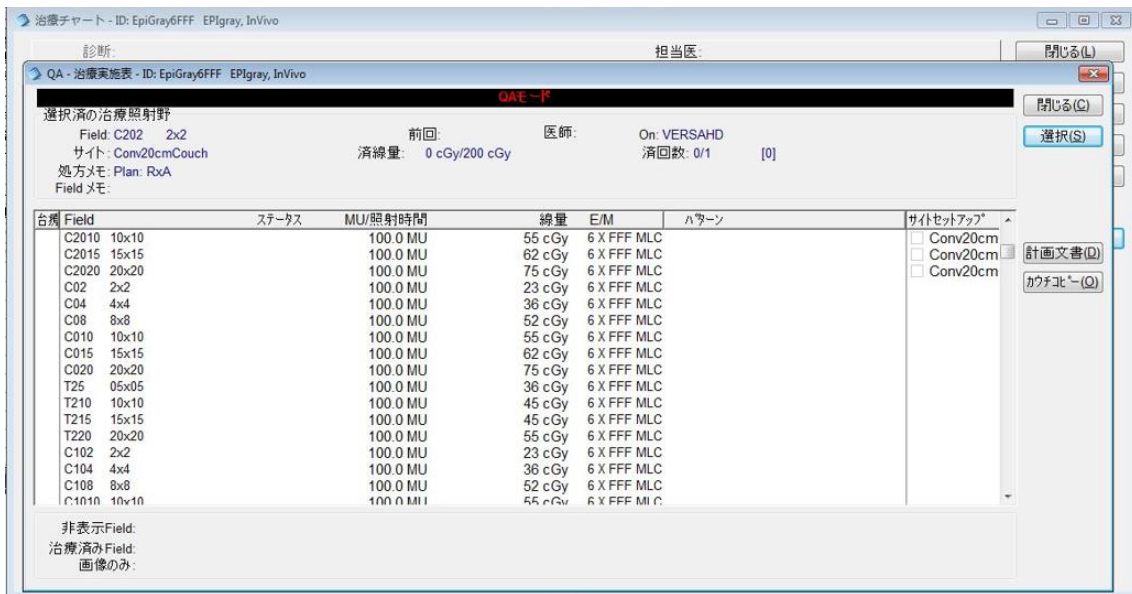 治療チャート - ID: EpiGray6FFF EPIgray, InVivo
診断: 担当医: 閉じる(L)
QA - 治療実施表 - ID: EpiGray6FFF EPIgray, InVivo
QAモード
閉じる(C)
選択済の治療照射野
Field: C202 2x2 前回: 医師: On: VERSAHD 選択(S)
サイト: Conv20cmCouch 済線量: 0 cGy/200 cGy 済回数: 0/1 [0]
処方メモ: Plan: RxA
Field メモ:
Field ステータス MU/照射時間 線量 E/M パターン サイトセットアップ
C2010 10x10 100.0 MU 55 cGy 6 X FFF MLC Conv20cm
C2015 15x15 100.0 MU 62 cGy 6 X FFF MLC Conv20cm 計画文書(D)
C2020 20x20 100.0 MU 75 cGy 6 X FFF MLC Conv20cm
C02 2x2 100.0 MU 23 cGy 6 X FFF MLC カウチコピー(O)
C04 4x4 100.0 MU 36 cGy 6 X FFF MLC
C08 8x8 100.0 MU 52 cGy 6 X FFF MLC
C010 10x10 100.0 MU 55 cGy 6 X FFF MLC
C015 15x15 100.0 MU 62 cGy 6 X FFF MLC
C020 20x20 100.0 MU 75 cGy 6 X FFF MLC
T25 05x05 100.0 MU 36 cGy 6 X FFF MLC
T210 10x10 100.0 MU 45 cGy 6 X FFF MLC
T215 15x15 100.0 MU 45 cGy 6 X FFF MLC
T220 20x20 100.0 MU 55 cGy 6 X FFF MLC
C102 2x2 100.0 MU 23 cGy 6 X FFF MLC
C104 4x4 100.0 MU 36 cGy 6 X FFF MLC
C108 8x8 100.0 MU 52 cGy 6 X FFF MLC
C1010 10x10 100.0 MU 55 cGy 6 X FFF MLC
非表示Field:
治療済みField:
画像のみ: